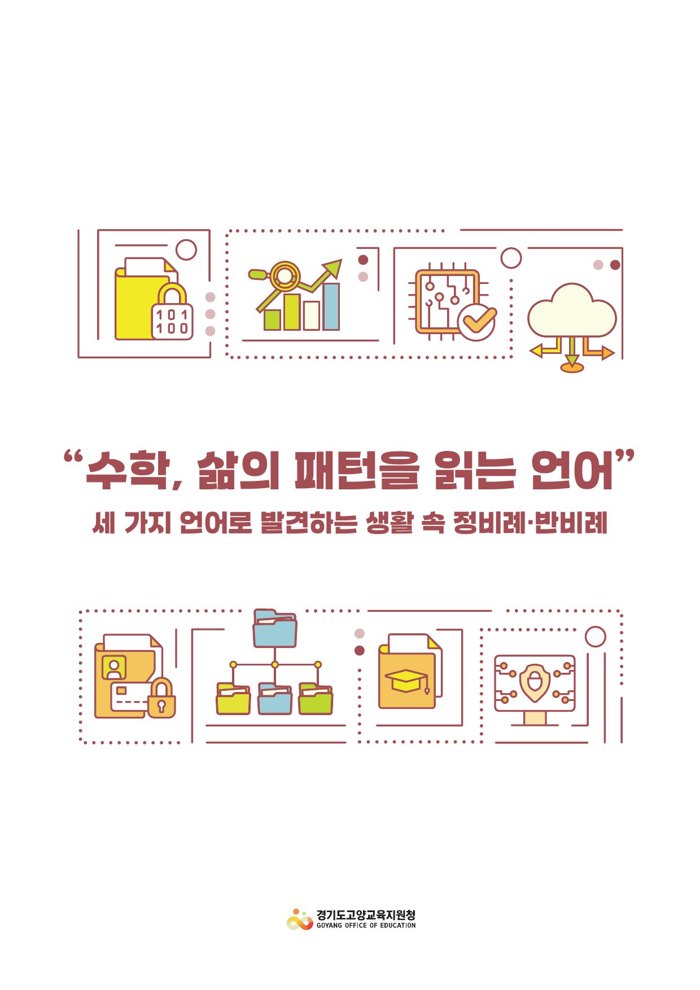 101
100
“수학, 삶의 패턴을 읽는 언어”
세 가지 언어로 발견하는 생활 속 정비례·반비례
경기도고양교육지원청
GOYANG OFFICE OF EDUCATION